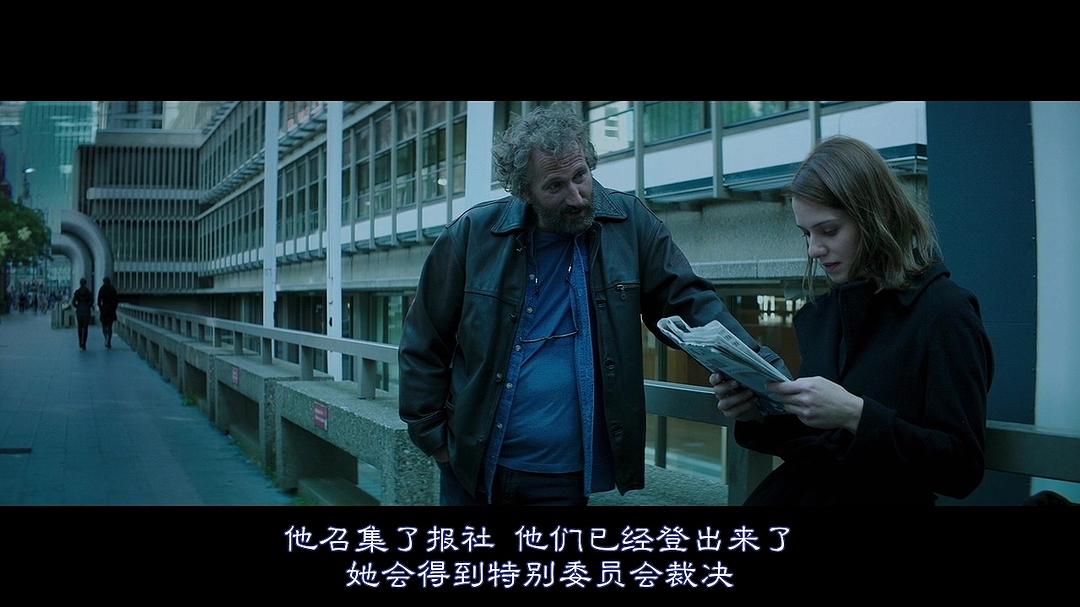 他召集了报社 他们已经登出来了
她会得到特别委员会裁决